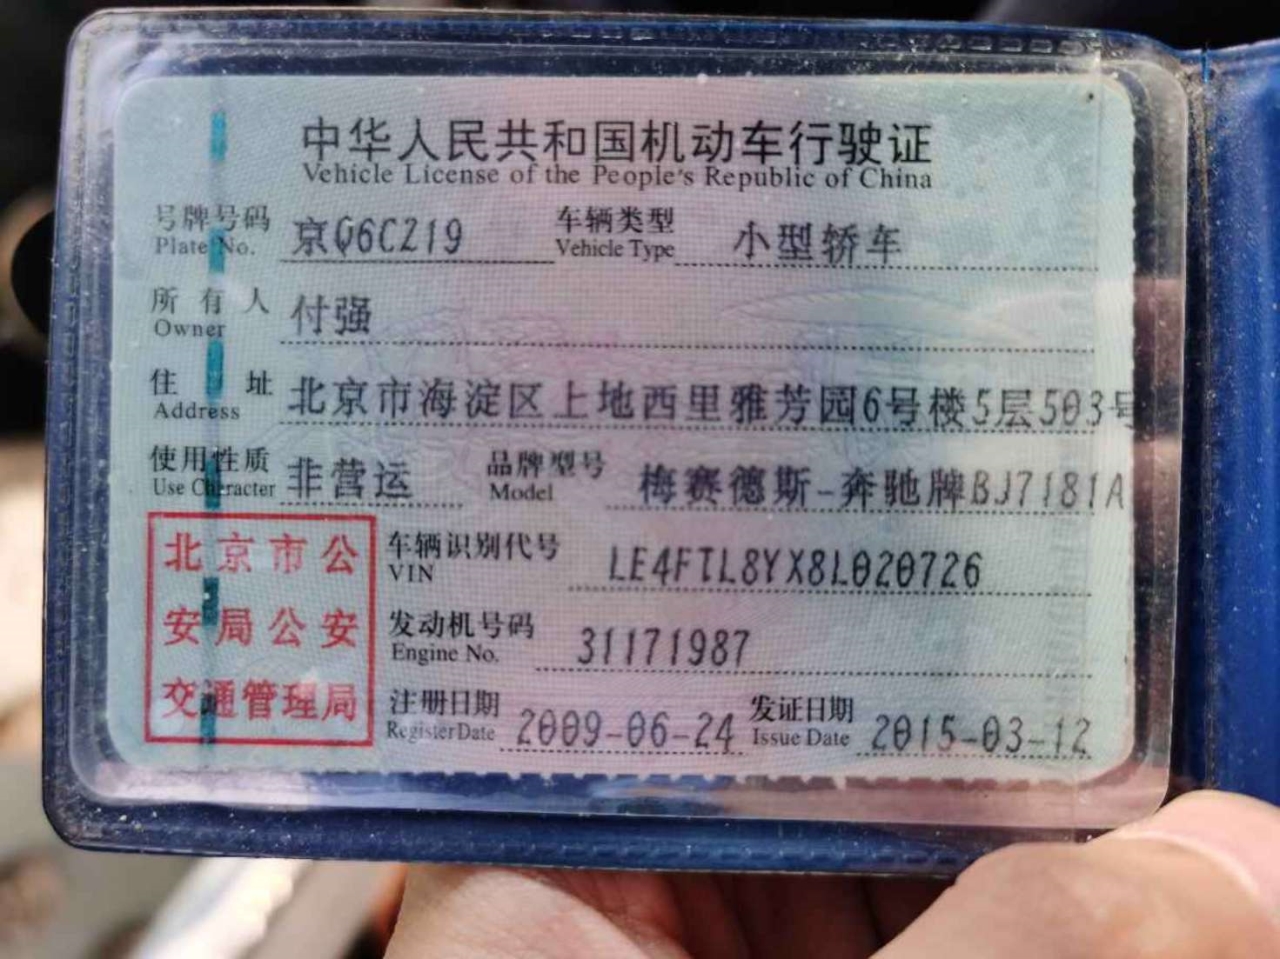 中华人民共和国机动车行驶证
Vehicle License of the People's Republic of China
号牌号码 京Q6C219 车辆类型 小型轿车
Plate No. Vehicle Type
所有人 付强
Owner
住址 北京市海淀区上地西里雅芳园6号楼5层503号
Address
使用性质 非营运 品牌型号 梅赛德斯-奔驰牌BJ7181A
Use Character Model
北京市公
安局公安
交通管理局
车辆识别代号 LE4FTL8YX8L020726
VIN
发动机号码 31171987
Engine No.
注册日期 2009-06-24 发证日期 2015-03-12
Register Date Issue Date